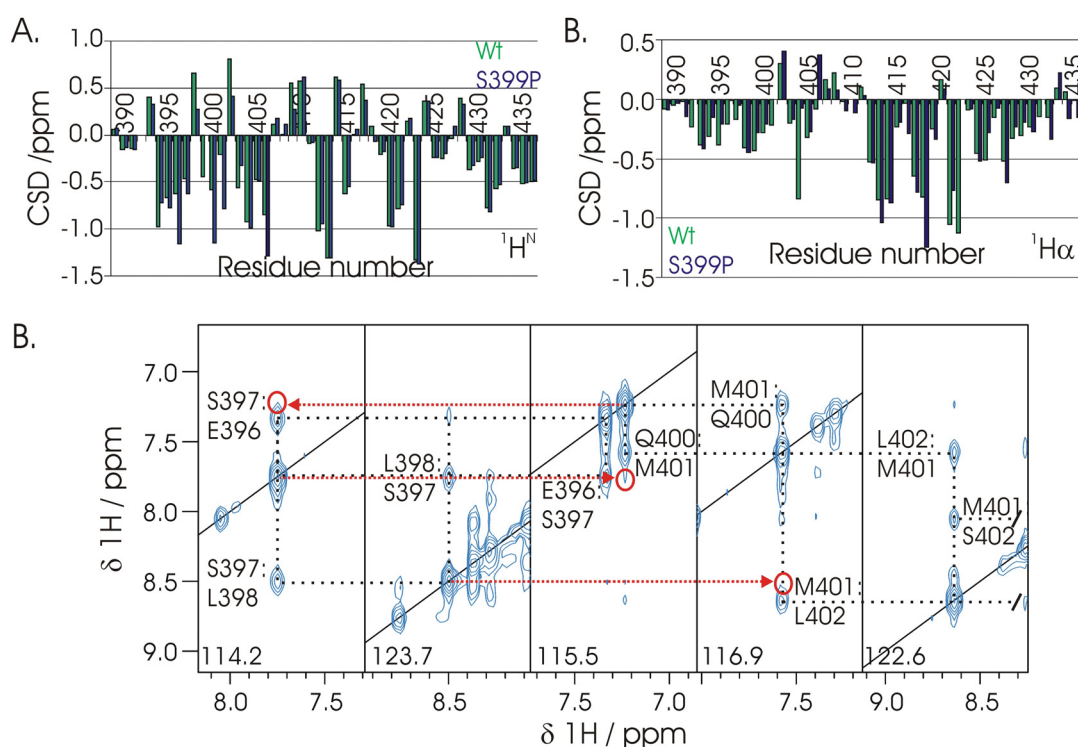 A.
CSD /ppm
1.0
0.5
0.0
-0.5
-1.0
-1.5
390
395
400
405
415
420
425
430
435
Wt
S399P
Residue number
1HN
B.
CSD /ppm
0.5
0.0
-0.5
-1.0
-1.5
390
395
400
405
410
415
420
425
430
435
Wt
S399P
Residue number
1Hα
B.
δ 1H / ppm
7.0
7.5
8.0
8.5
9.0
S397:
E396
S397:
L398
114.2
L398:
S397
123.7
Q400:
M401
E396:
S397
115.5
M401:
Q400
M401:
L402
116.9
L402:
M401
M401
S402
122.6
8.0 7.5 8.5 7.5 7.0 7.5 9.0 8.5
δ 1H / ppm